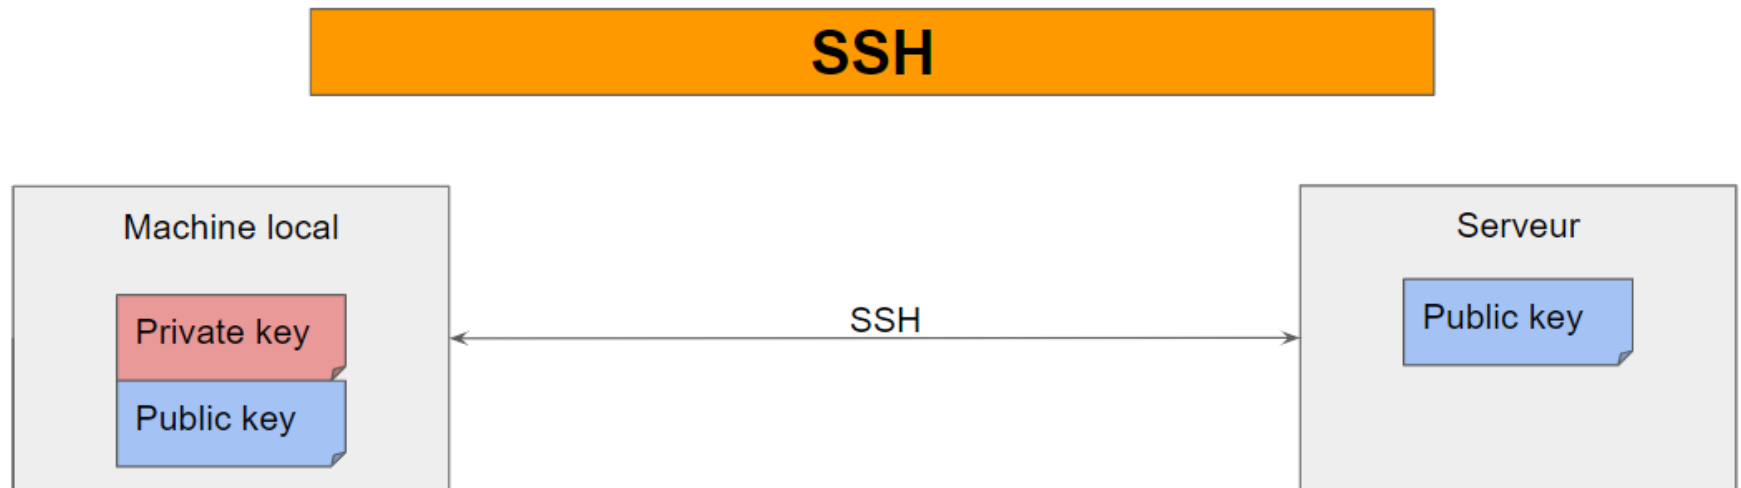 SSH
Machine local
Private key
Public key
SSH
Serveur
Public key